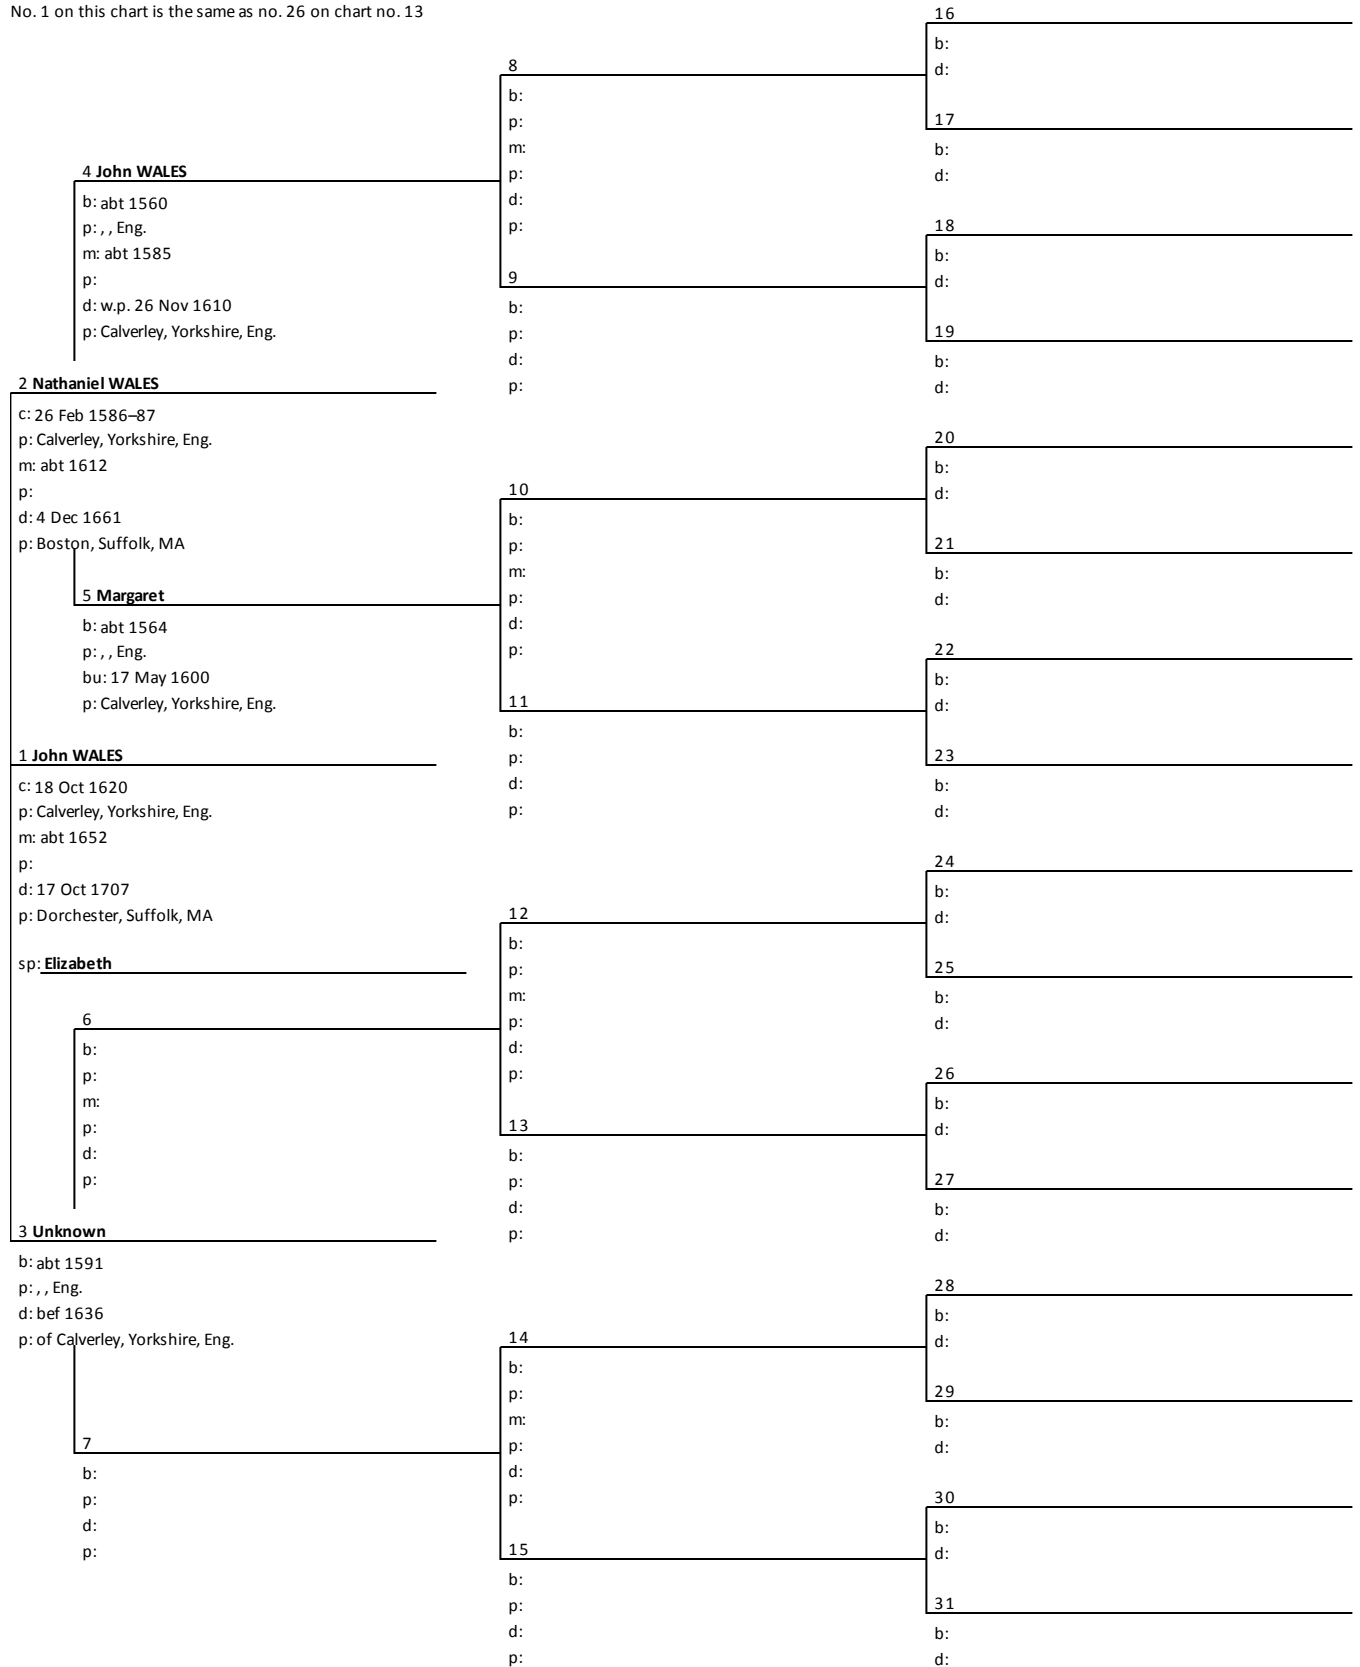 No. 1 on this chart is the same as no. 26 on chart no. 13
4 John WALES
b: abt 1560
p: , , Eng.
m: abt 1585
p:
d: w.p. 26 Nov 1610
p: Calverley, Yorkshire, Eng.
2 Nathaniel WALES
c: 26 Feb 1586–87
p: Calverley, Yorkshire, Eng.
m: abt 1612
p:
d: 4 Dec 1661
p: Boston, Suffolk, MA
5 Margaret
b: abt 1564
p: , , Eng.
bu: 17 May 1600
p: Calverley, Yorkshire, Eng.
1 John WALES
c: 18 Oct 1620
p: Calverley, Yorkshire, Eng.
m: abt 1652
p:
d: 17 Oct 1707
p: Dorchester, Suffolk, MA
sp: Elizabeth
6
b:
p:
m:
p:
d:
p:
3 Unknown
b: abt 1591
p: , , Eng.
d: bef 1636
p: of Calverley, Yorkshire, Eng.
7
b:
p:
d:
p:
8
b:
p:
m:
p:
d:
p:
9
b:
p:
d:
p:
10
b:
p:
m:
p:
d:
p:
11
b:
p:
d:
p:
12
b:
p:
m:
p:
d:
p:
13
b:
p:
d:
p:
14
b:
p:
m:
p:
d:
p:
15
b:
p:
d:
p:
16
b:
d:
17
b:
d:
18
b:
d:
19
b:
d:
20
b:
d:
21
b:
d:
22
b:
d:
23
b:
d:
24
b:
d:
25
b:
d:
26
b:
d:
27
b:
d:
28
b:
d:
29
b:
d:
30
b:
d:
31
b:
d: